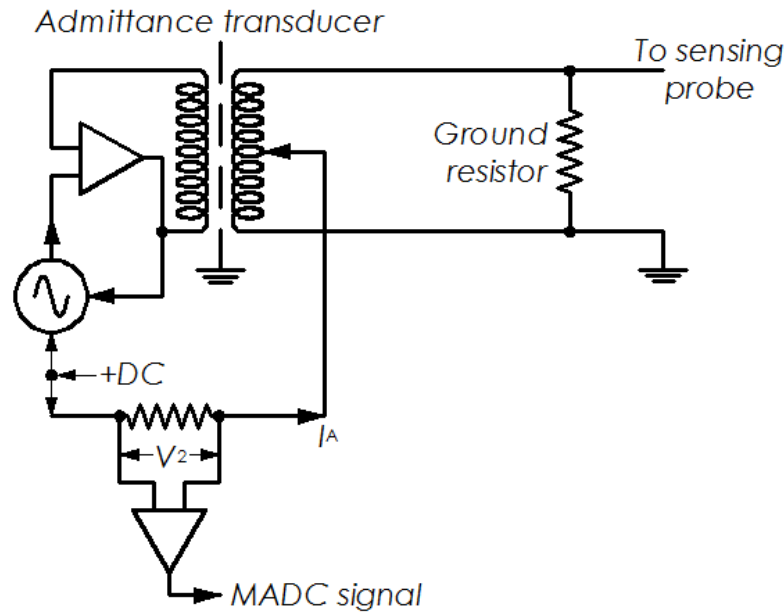 Admittance transducer
To sensing
probe
Ground
resistor
+DC
IA
V2
MADC signal